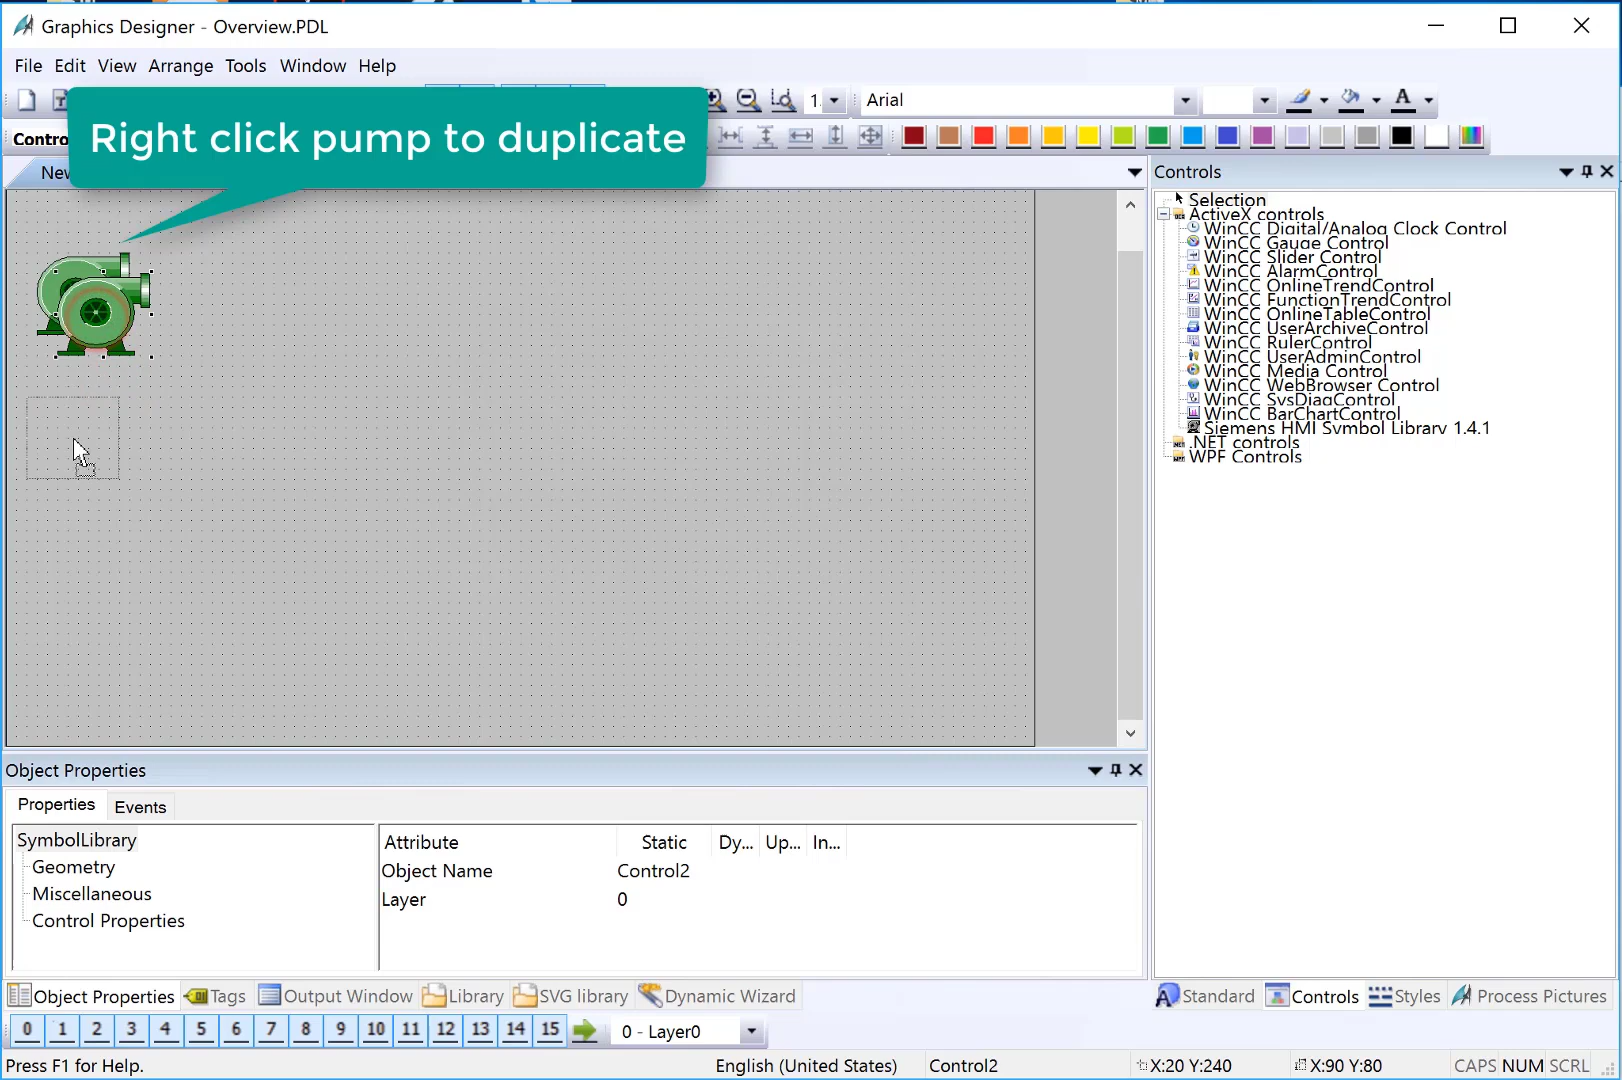 Graphics Designer - Overview.PDL
File Edit View Arrange Tools Window Help
Right click pump to duplicate
1.
Arial
Contro
New
Controls
Selection
ActiveX controls
WinCC Digital/Analog Clock Control
WinCC Gauge Control
WinCC Slider Control
WinCC AlarmControl
WinCC OnlineTrendControl
WinCC FunctionTrendControl
WinCC OnlineTableControl
WinCC UserArchiveControl
WinCC RulerControl
WinCC UserAdminControl
WinCC Media Control
WinCC WebBrowser Control
WinCC SysDiagControl
WinCC BarChartControl
Siemens HMI Symbol Library 1.4.1
.NET controls
WPF Controls
Object Properties
Properties Events
SymbolLibrary
Geometry
Miscellaneous
Control Properties
Attribute Static Dy... Up... In...
Object Name Control2
Layer 0
Object Properties Tags Output Window Library SVG library Dynamic Wizard
Standard Controls Styles Process Pictures
0 1 2 3 4 5 6 7 8 9 10 11 12 13 14 15 0 - Layer0
Press F1 for Help. English (United States) Control2 X:20 Y:240 X:90 Y:80 CAPS NUM SCRL